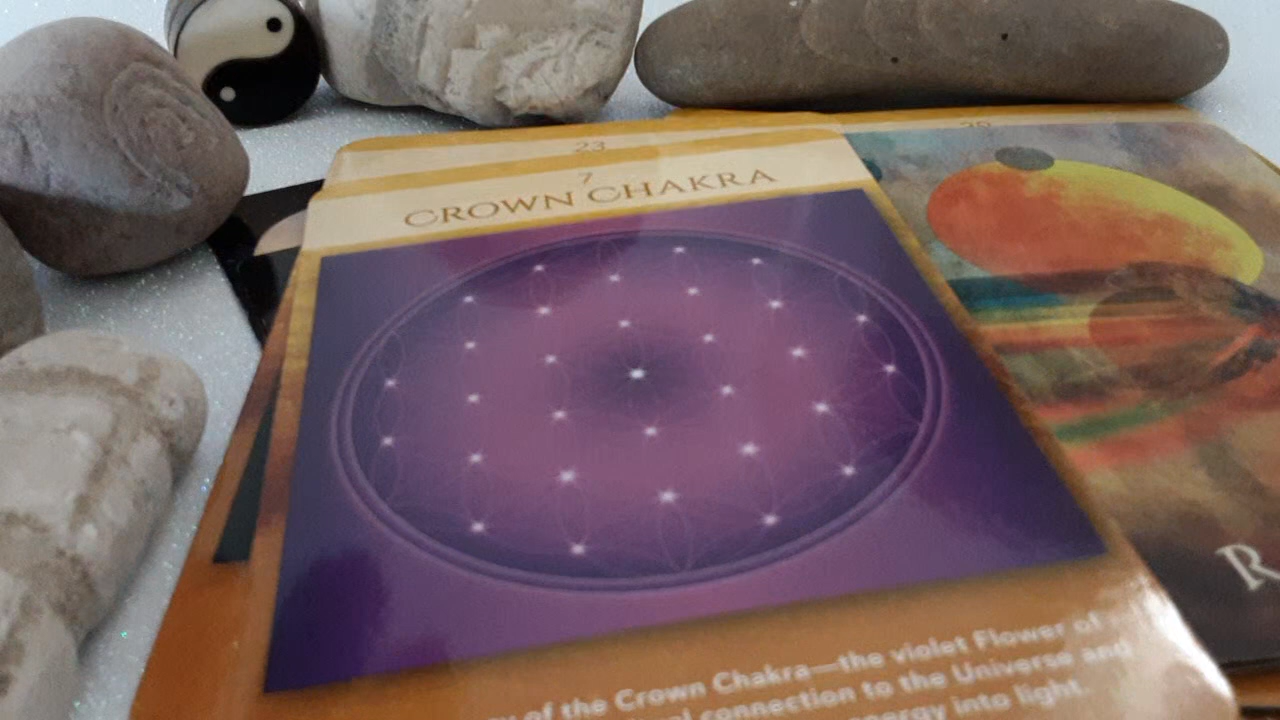 23
7
CROWN CHAKRA
of the Crown Chakra—the violet Flower of
connection to the Universe and
energy into light.
R